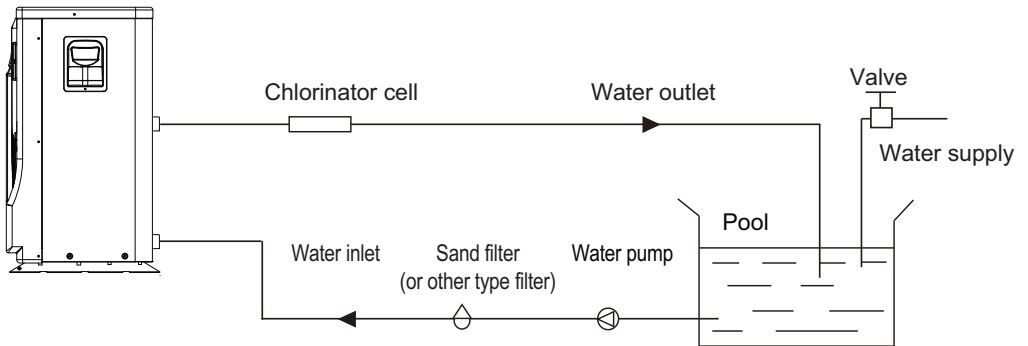 Valve
Chlorinator cell
Water outlet
Water supply
Pool
Water inlet
Sand filter
(or other type filter)
Water pump